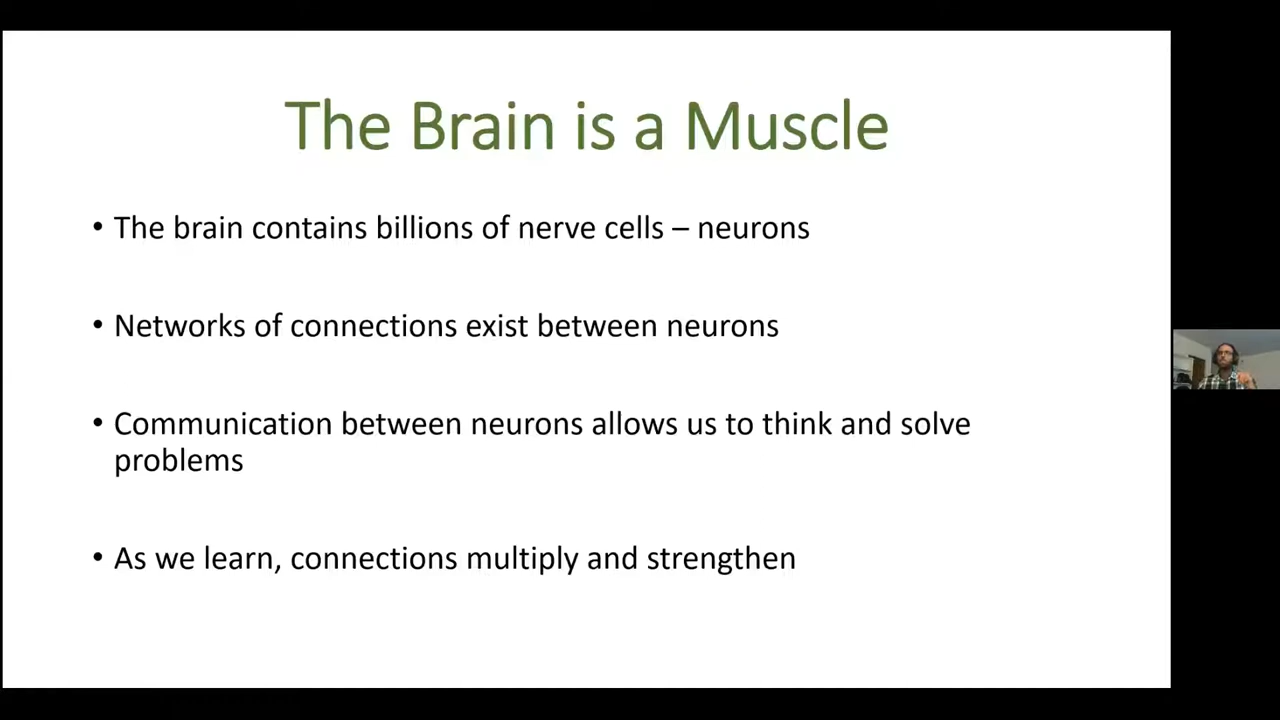 The Brain is a Muscle
• The brain contains billions of nerve cells – neurons
• Networks of connections exist between neurons
• Communication between neurons allows us to think and solve
problems
• As we learn, connections multiply and strengthen